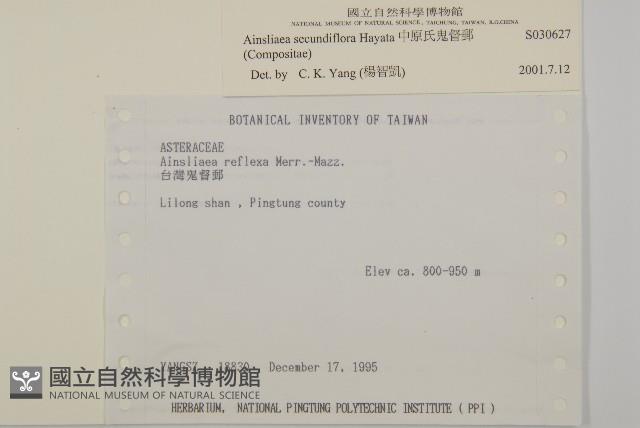 國立自然科學博物館
NATIONAL MUSEUM OF NATURAL SCIENCE, TAICHUNG, TAIWAN, R.O.CHINA
Ainsliaea secundiflora Hayata 中原氏鬼督郵 S030627
(Compositae)
Det. by C. K. Yang (楊智凱) 2001.7.12
BOTANICAL INVENTORY OF TAIWAN
ASTERACEAE
Ainsliaea reflexa Merr.-Mazz.
台灣鬼督郵
Lilong shan , Pingtung county
Elev ca. 800-950 m
YANGSZ 18830 December 17, 1995
國立自然科學博物館
NATIONAL MUSEUM OF NATURAL SCIENCE
HERBARIUM, NATIONAL PINGTUNG POLYTECHNIC INSTITUTE ( PPI )